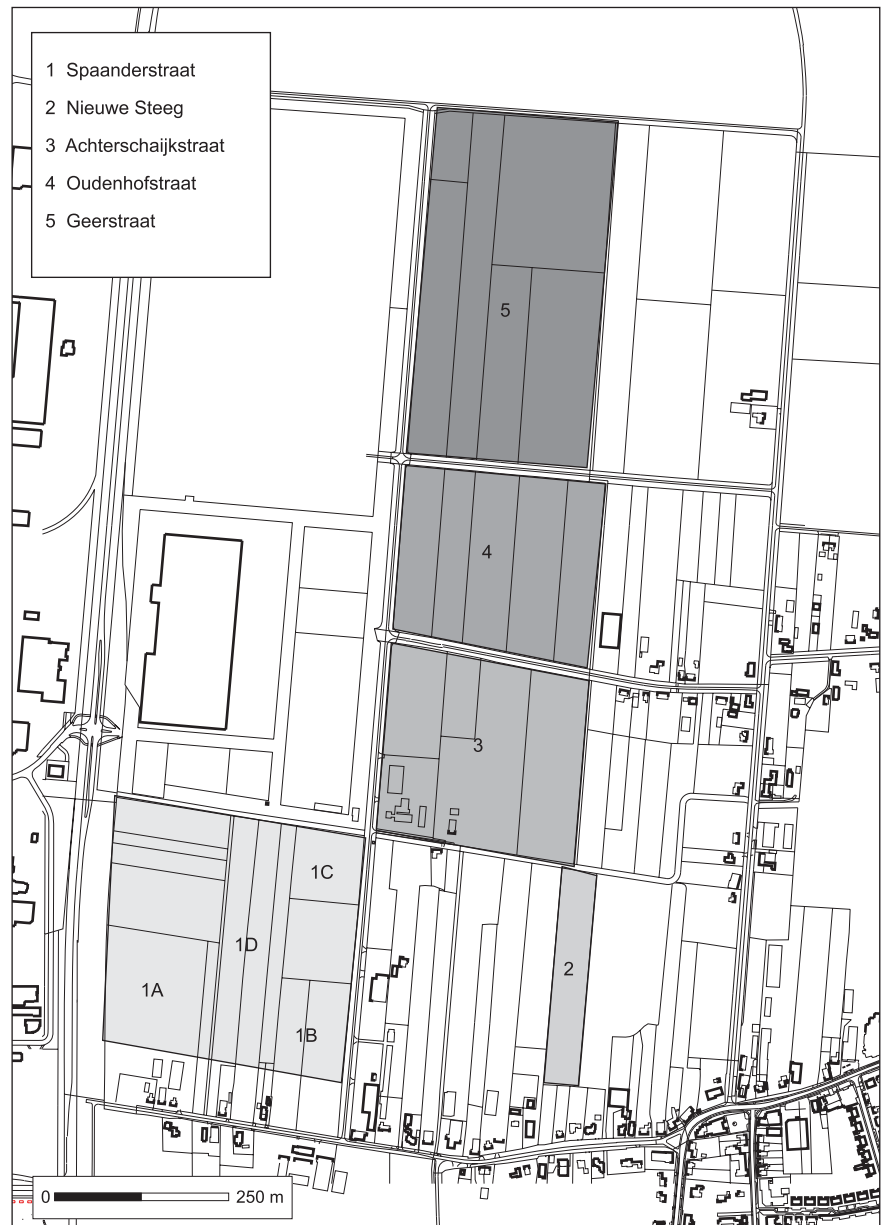 1 Spaanderstraat
2 Nieuwe Steeg
3 Achterschaijkstraat
4 Oudenhofstraat
5 Geerstraat
5
4
3
1C
1D
2
1A
1B
0 250 m